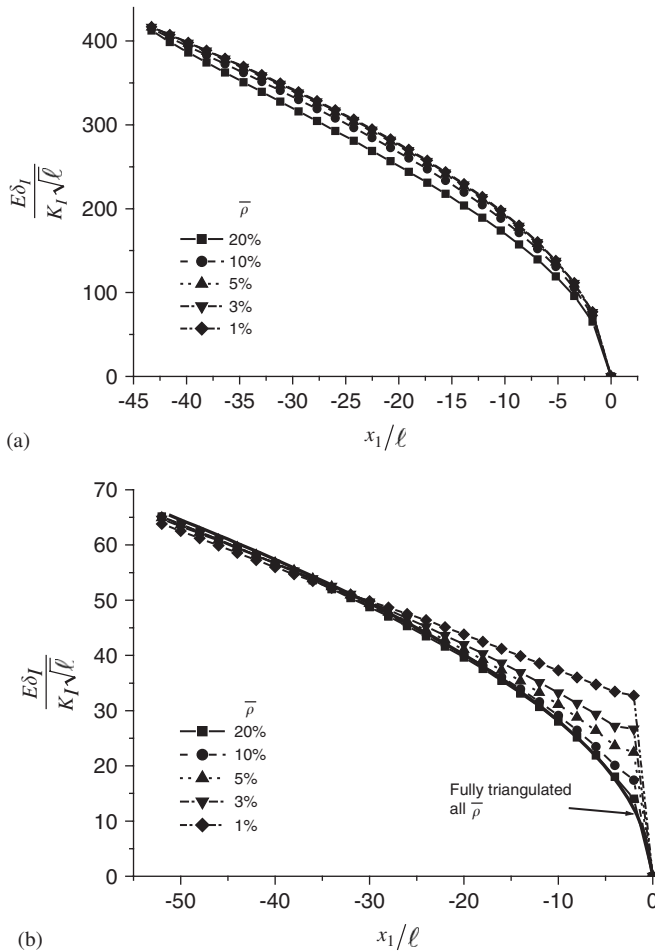 400
300
200
100
0
Eδ_I / K_I√ℓ
ρ̅
20%
10%
5%
3%
1%
-45 -40 -35 -30 -25 -20 -15 -10 -5 0
(a)
x₁/ℓ
70
60
50
40
30
20
10
0
Eδ_I / K_I√ℓ
ρ̅
20%
10%
5%
3%
1%
Fully triangulated
all ρ̅
-50 -40 -30 -20 -10 0
(b)
x₁/ℓ